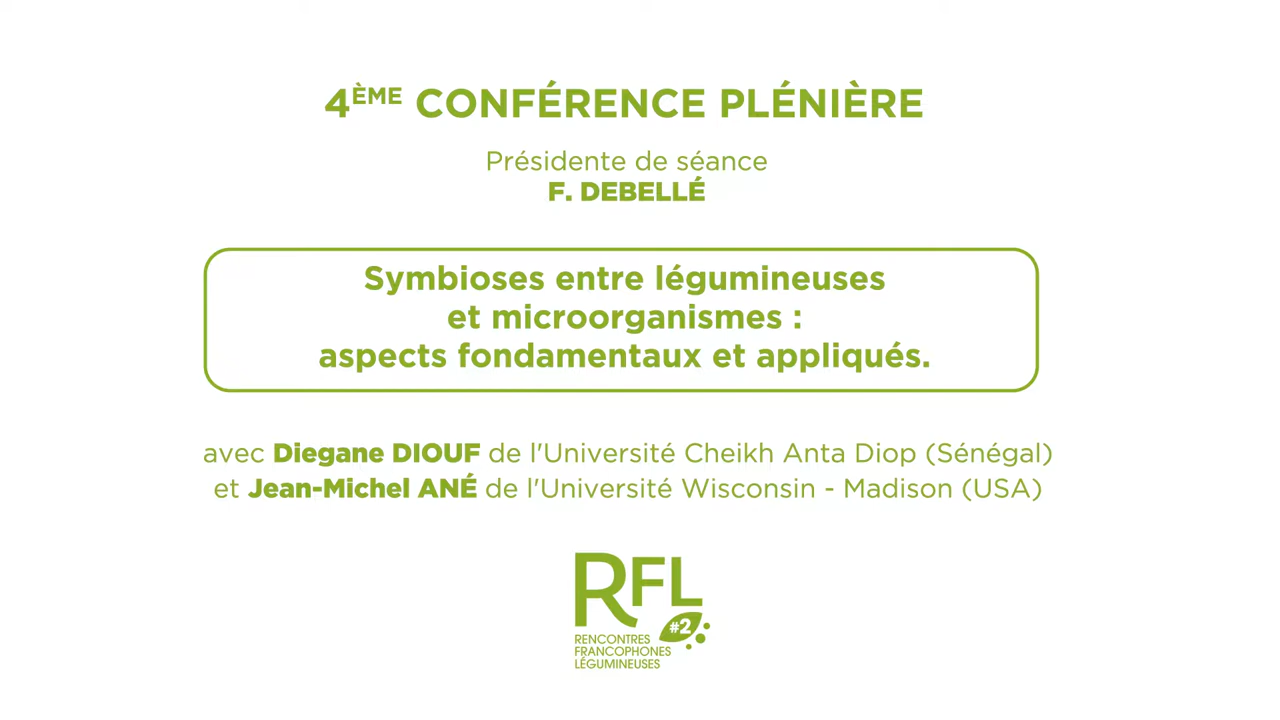 4ÈME CONFÉRENCE PLÉNIÈRE
Présidente de séance
F. DEBELLÉ
Symbioses entre légumineuses
et microorganismes :
aspects fondamentaux et appliqués.
avec Diegane DIOUF de l'Université Cheikh Anta Diop (Sénégal)
et Jean-Michel ANÉ de l'Université Wisconsin - Madison (USA)
RFL
#2
RENCONTRES
FRANCOPHONES
LÉGUMINEUSES